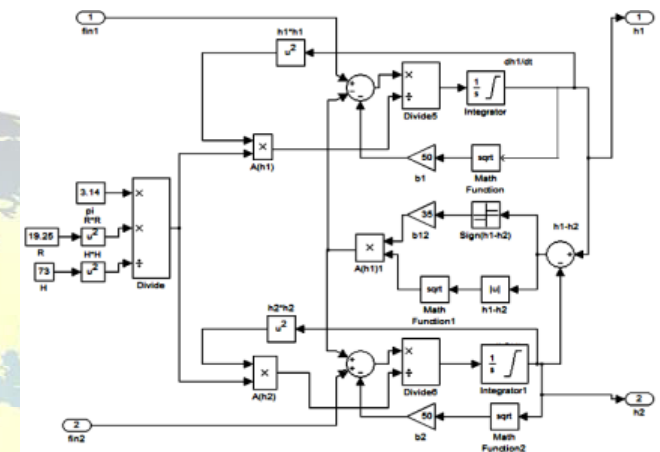 1
fin1
h1*h1
u²
dh1/dt
1
h1
×
÷
Divide5
1
s
Integrator
×
A(h1)
50
b1
sqrt
Math
Function
3.14
pi
R*R
19.25
R
u²
H*H
73
H
u²
×
×
÷
Divide
35
b12
Sign(h1-h2)
h1-h2
×
A(h1)1
sqrt
Math
Function1
|u|
h1-h2
h2*h2
u²
×
A(h2)
×
÷
Divide6
1
s
Integrator1
50
b2
sqrt
Math
Function2
2
h2
2
fin2